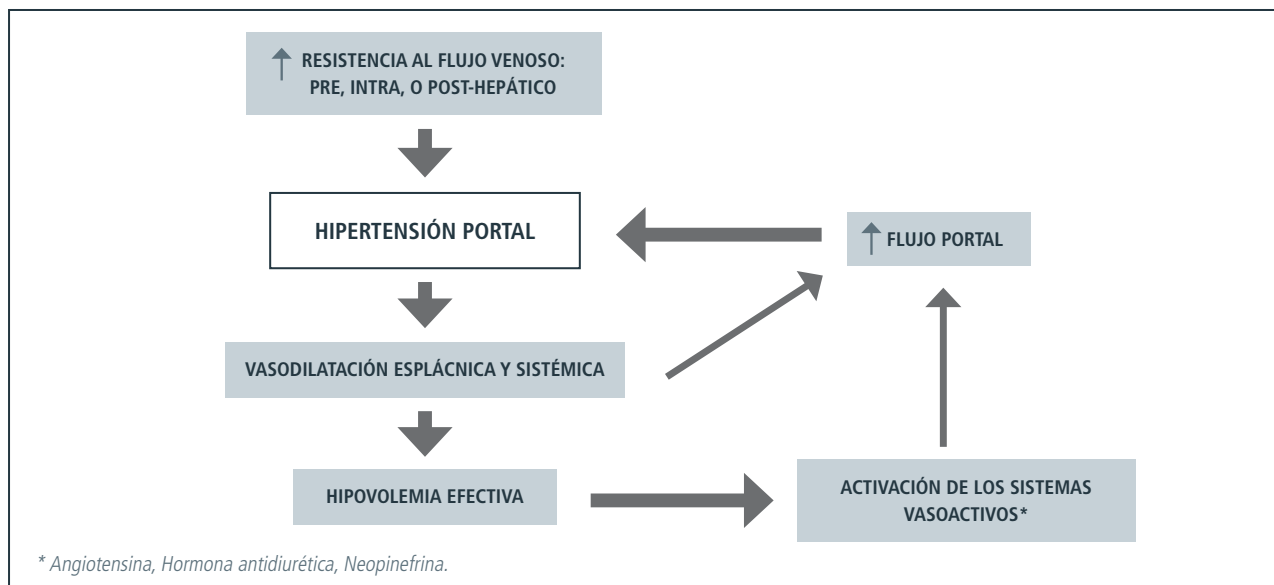 RESISTENCIA AL FLUJO VENOSO:
PRE, INTRA, O POST-HEPÁTICO
HIPERTENSIÓN PORTAL
FLUJO PORTAL
VASODILATACIÓN ESPLÁCNICA Y SISTÉMICA
HIPOVOLEMIA EFECTIVA
ACTIVACIÓN DE LOS SISTEMAS
VASOACTIVOS*
* Angiotensina, Hormona antidiurética, Neopinefrina.